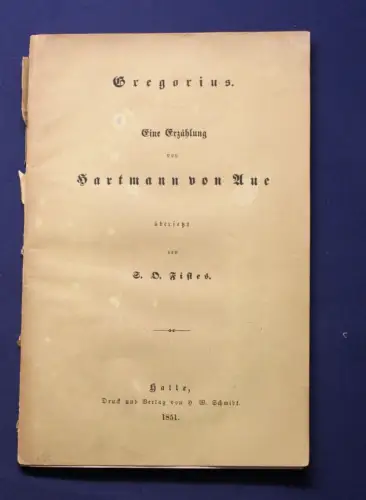 Gregorius.
Eine Erzählung
von
Hartmann von Aue
übersetzt
von
S. O. Fistes.
Halle,
Druck und Verlag von H. W. Schmidt.
1851.